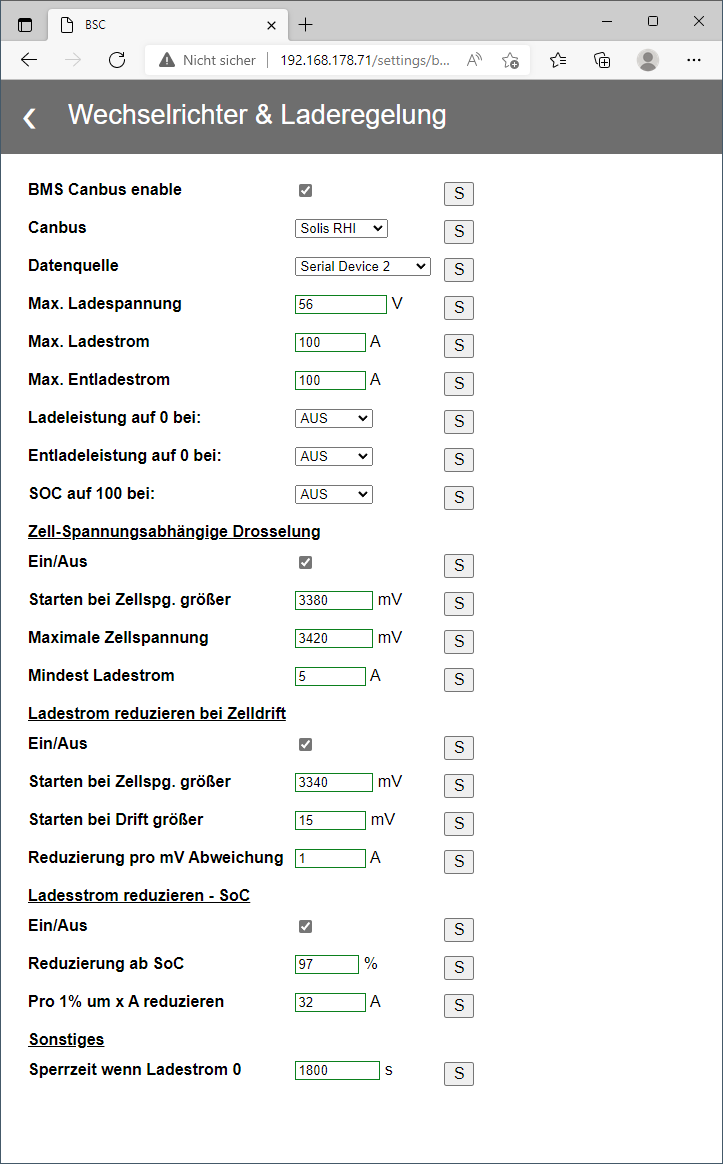 BSC
Nicht sicher 192.168.178.71/settings/b...
Wechselrichter & Laderegelung
BMS Canbus enable S
Canbus Solis RHI S
Datenquelle Serial Device 2 S
Max. Ladespannung 56 V S
Max. Ladestrom 100 A S
Max. Entladestrom 100 A S
Ladeleistung auf 0 bei: AUS S
Entladeleistung auf 0 bei: AUS S
SOC auf 100 bei: AUS S
Zell-Spannungsabhängige Drosselung
Ein/Aus S
Starten bei Zellspg. größer 3380 mV S
Maximale Zellspannung 3420 mV S
Mindest Ladestrom 5 A S
Ladestrom reduzieren bei Zelldrift
Ein/Aus S
Starten bei Zellspg. größer 3340 mV S
Starten bei Drift größer 15 mV S
Reduzierung pro mV Abweichung 1 A S
Ladesstrom reduzieren - SoC
Ein/Aus S
Reduzierung ab SoC 97 % S
Pro 1% um x A reduzieren 32 A S
Sonstiges
Sperrzeit wenn Ladestrom 0 1800 s S